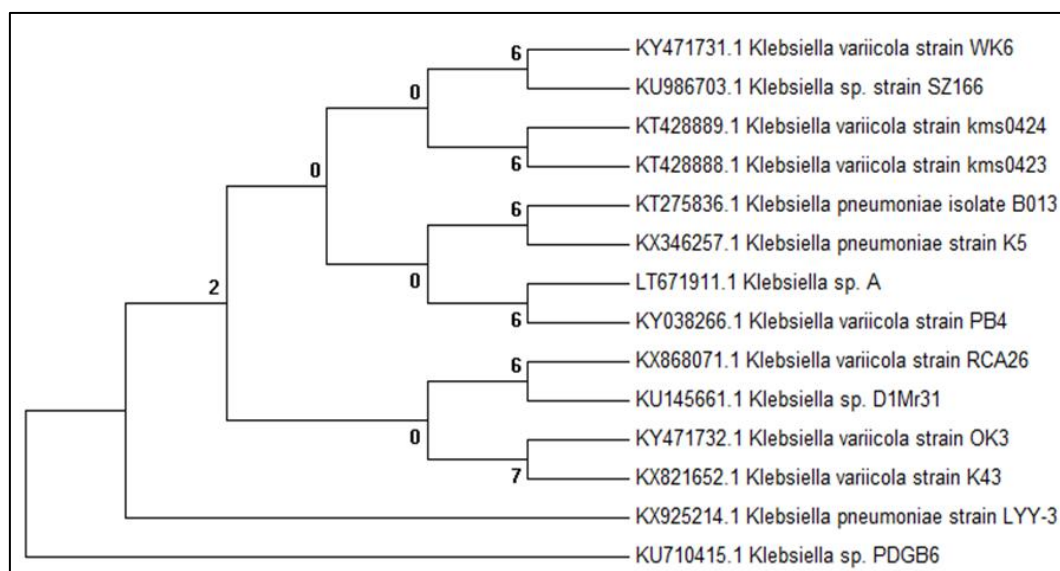 6
KY471731.1 Klebsiella variicola strain WK6
0
KU986703.1 Klebsiella sp. strain SZ166
KT428889.1 Klebsiella variicola strain kms0424
0
6
KT428888.1 Klebsiella variicola strain kms0423
6
KT275836.1 Klebsiella pneumoniae isolate B013
KX346257.1 Klebsiella pneumoniae strain K5
0
2
LT671911.1 Klebsiella sp. A
6
KY038266.1 Klebsiella variicola strain PB4
6
KX868071.1 Klebsiella variicola strain RCA26
KU145661.1 Klebsiella sp. D1Mr31
0
KY471732.1 Klebsiella variicola strain OK3
7
KX821652.1 Klebsiella variicola strain K43
KX925214.1 Klebsiella pneumoniae strain LYY-3
KU710415.1 Klebsiella sp. PDGB6